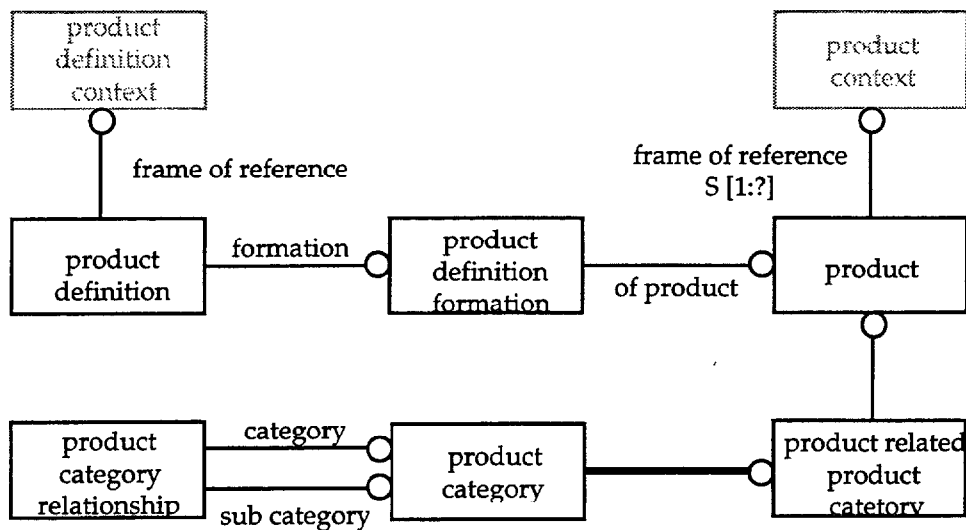 product
definition
context
product
context
frame of reference
frame of reference
S [1:?]
product
definition
formation
product
definition
formation
of product
product
product
category
relationship
category
sub category
product
category
product related
product
catetory